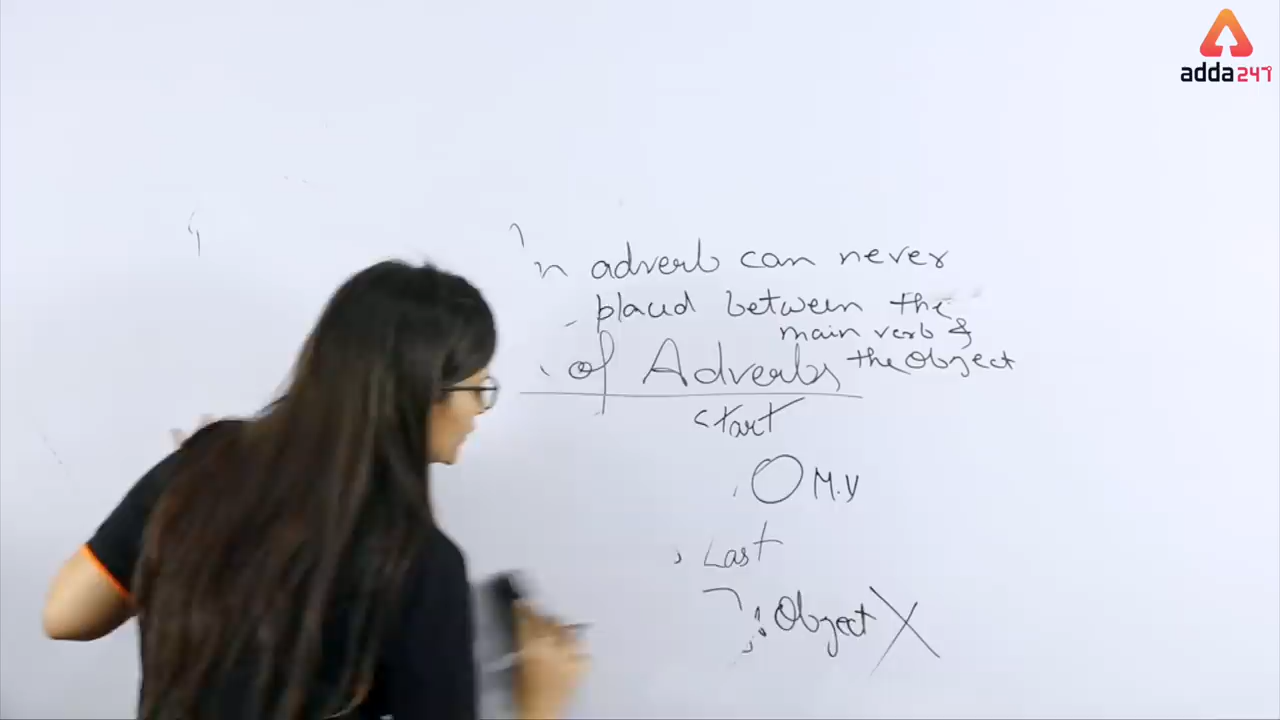 adda247
n adverb can never
placed between the
main verb &
of Adverbs the Object
start
M.V
Last
Object X